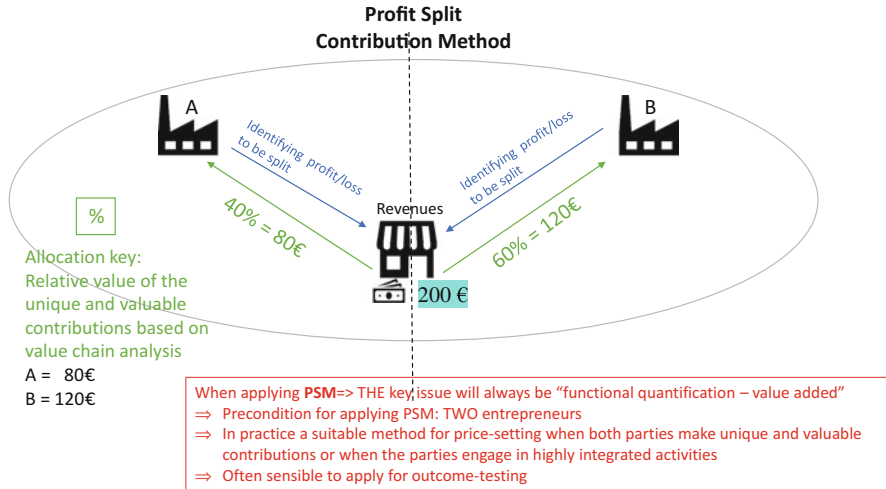 Profit Split
Contribution Method
A
B
Identifying profit/loss
to be split
Identifying profit/loss
to be split
Revenues
40% = 80€
60% = 120€
200 €
%
Allocation key:
Relative value of the
unique and valuable
contributions based on
value chain analysis
A = 80€
B = 120€
When applying PSM=> THE key issue will always be “functional quantification – value added”
⇒ Precondition for applying PSM: TWO entrepreneurs
⇒ In practice a suitable method for price-setting when both parties make unique and valuable
contributions or when the parties engage in highly integrated activities
⇒ Often sensible to apply for outcome-testing